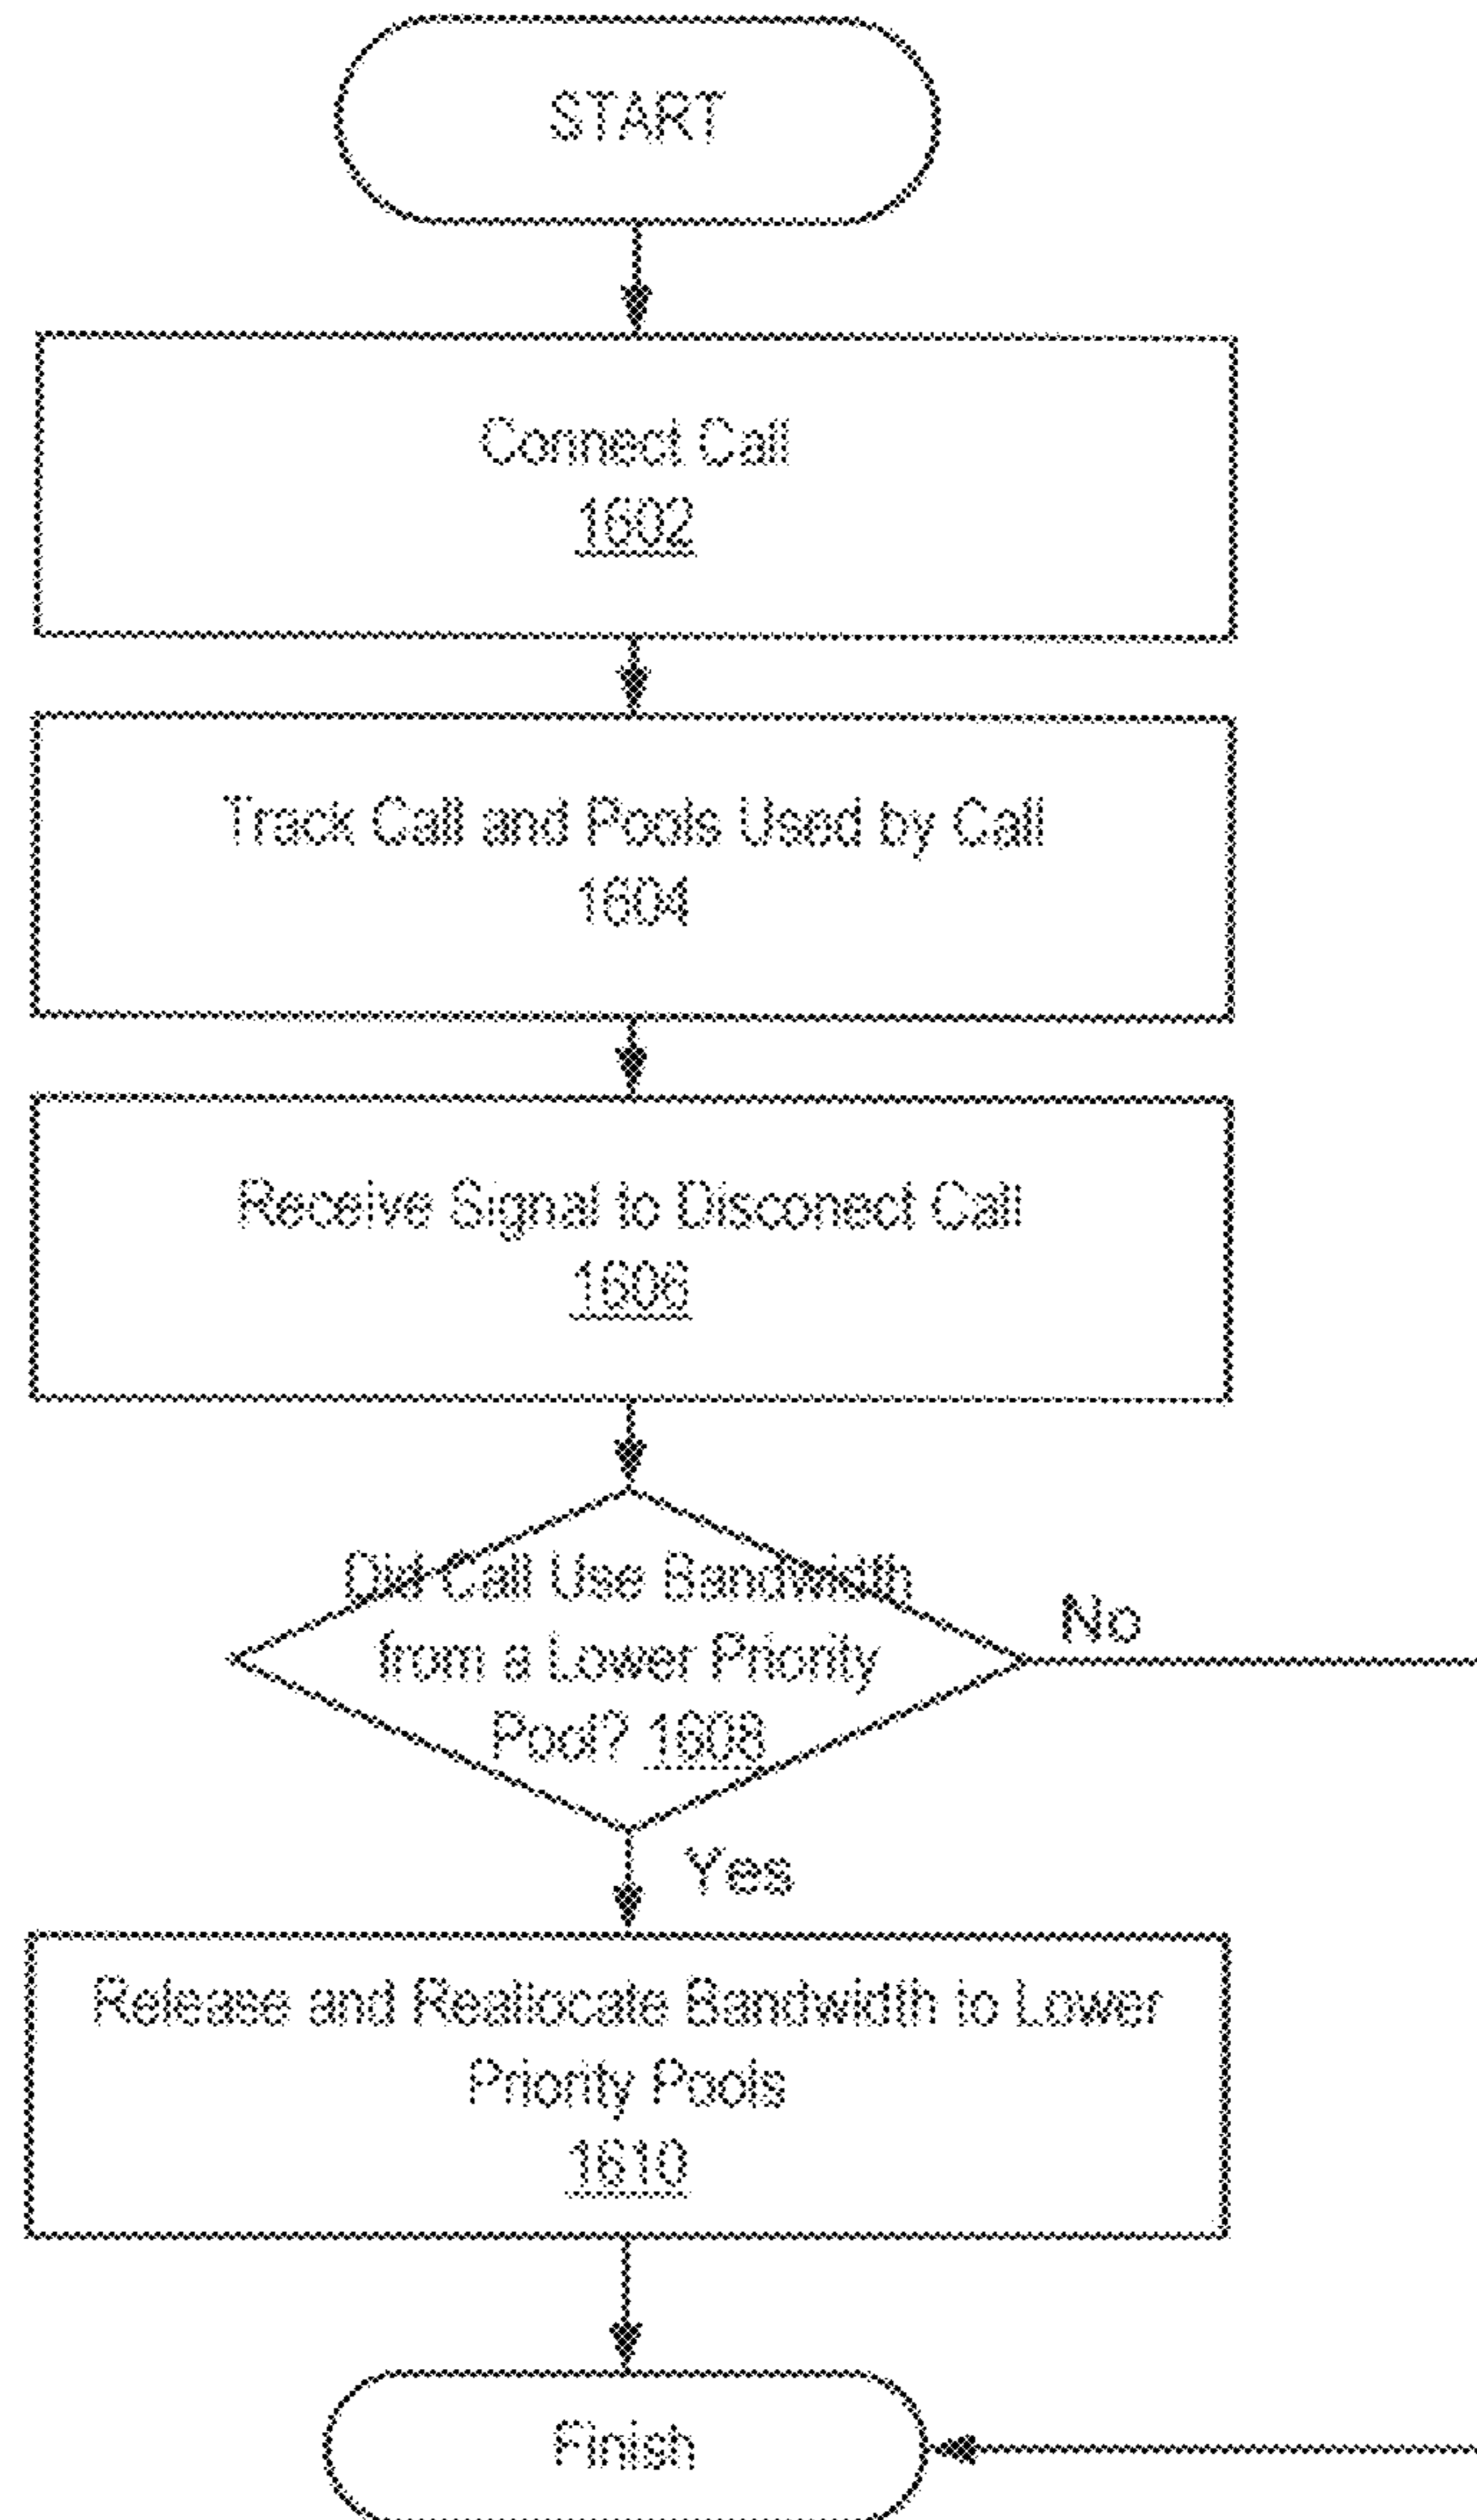 START
Connect Call
1602
Track Call and Pools Used by Call
1604
Receive Signal to Disconect Call
1606
Did Call Use Bandwidth
from a Lower Priority
Pool? 1608
No
Yes
Release and Reallocate Bandwidth to Lower
Priority Pools
1610
Finish